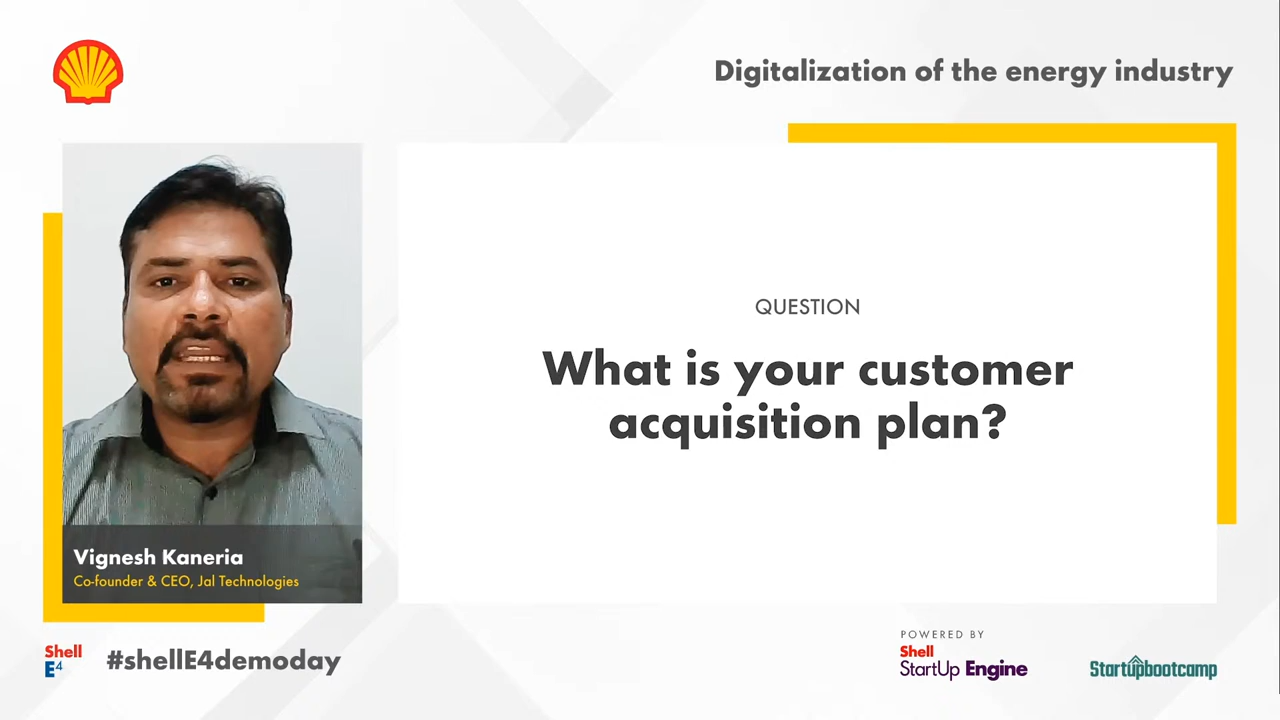 Digitalization of the energy industry
QUESTION
What is your customer
acquisition plan?
Vignesh Kaneria
Co-founder & CEO, Jal Technologies
Shell
E4
#shellE4demoday
POWERED BY
Shell
StartUp Engine
Startupbootcamp